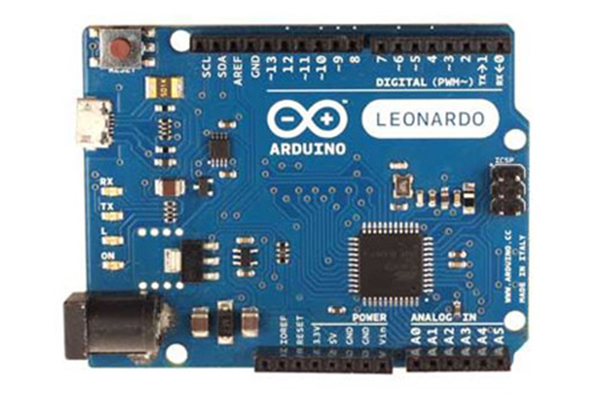 RESET
SCL
SDA
AREF
GND
~13
12
~11
~10
~9
8
7
~6
~5
4
~3
2
TX→1
RX←0
DIGITAL (PWM~)
ARDUINO
LEONARDO
ICSP
RX
TX
L
ON
WWW.ARDUINO.CC
MADE IN ITALY
POWER
ANALOG IN
IOREF
RESET
3.3V
5V
GND
GND
Vin
A0
A1
A2
A3
A4
A5